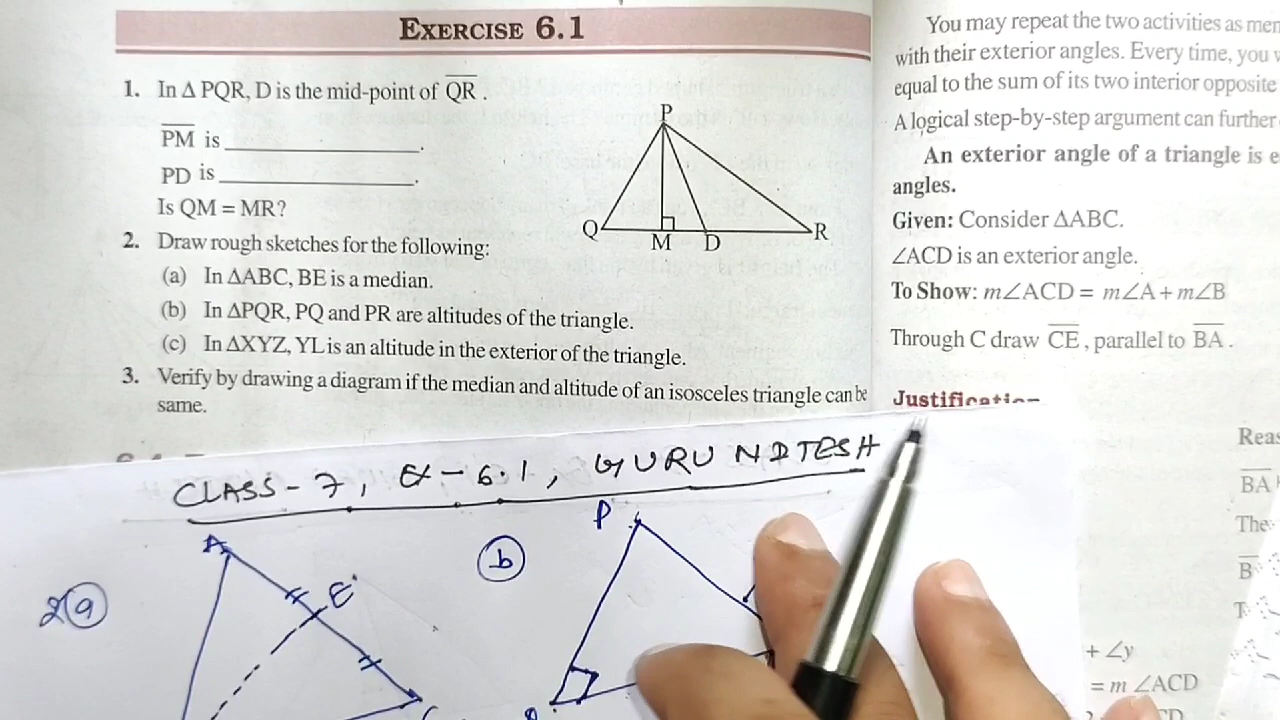 EXERCISE 6.1
1. In Δ PQR, D is the mid-point of QR .
PM is ____________.
PD is ____________.
Is QM = MR?
P
Q
M
D
R
2. Draw rough sketches for the following:
(a) In ΔABC, BE is a median.
(b) In ΔPQR, PQ and PR are altitudes of the triangle.
(c) In ΔXYZ, YL is an altitude in the exterior of the triangle.
3. Verify by drawing a diagram if the median and altitude of an isosceles triangle can be
same.
You may repeat the two activities as
with their exterior angles. Every time, you
equal to the sum of its two interior opposite
A logical step-by-step argument can further
An exterior angle of a triangle is
angles.
Given: Consider ΔABC.
∠ACD is an exterior angle.
To Show: m∠ACD = m∠A + m∠B
Through C draw CE , parallel to BA .
Justification
BA
The
+ ∠y
= m ∠ACD
CLASS - 7, EX - 6.1, GURU NITESH
2(a)
A
E
(b)
P